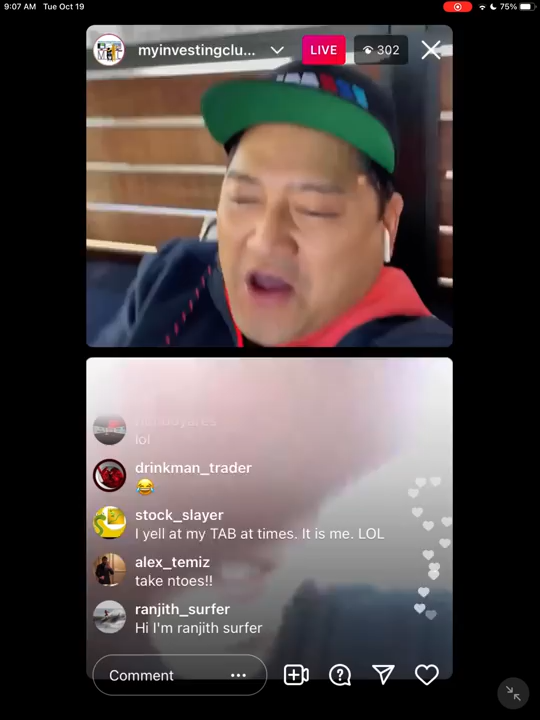 9:07 AM Tue Oct 19
75%
myinvestingclu...
LIVE
302
lol
drinkman_trader
😂
stock_slayer
I yell at my TAB at times. It is me. LOL
alex_temiz
take ntoes!!
ranjith_surfer
Hi I'm ranjith surfer
Comment